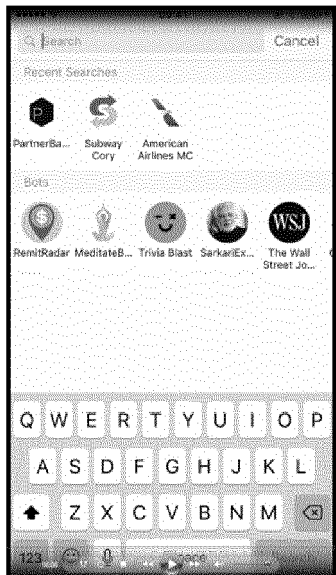 Search Cancel
Recent Searches
P
PartnerBa... Subway
Cory American
Airlines MC
Bots
WSJ
RemitRadar MeditateB... Trivia Blast SarkariEx... The Wall
Street Jo...
Q W E R T Y U I O P
A S D F G H J K L
Z X C V B N M
123 space